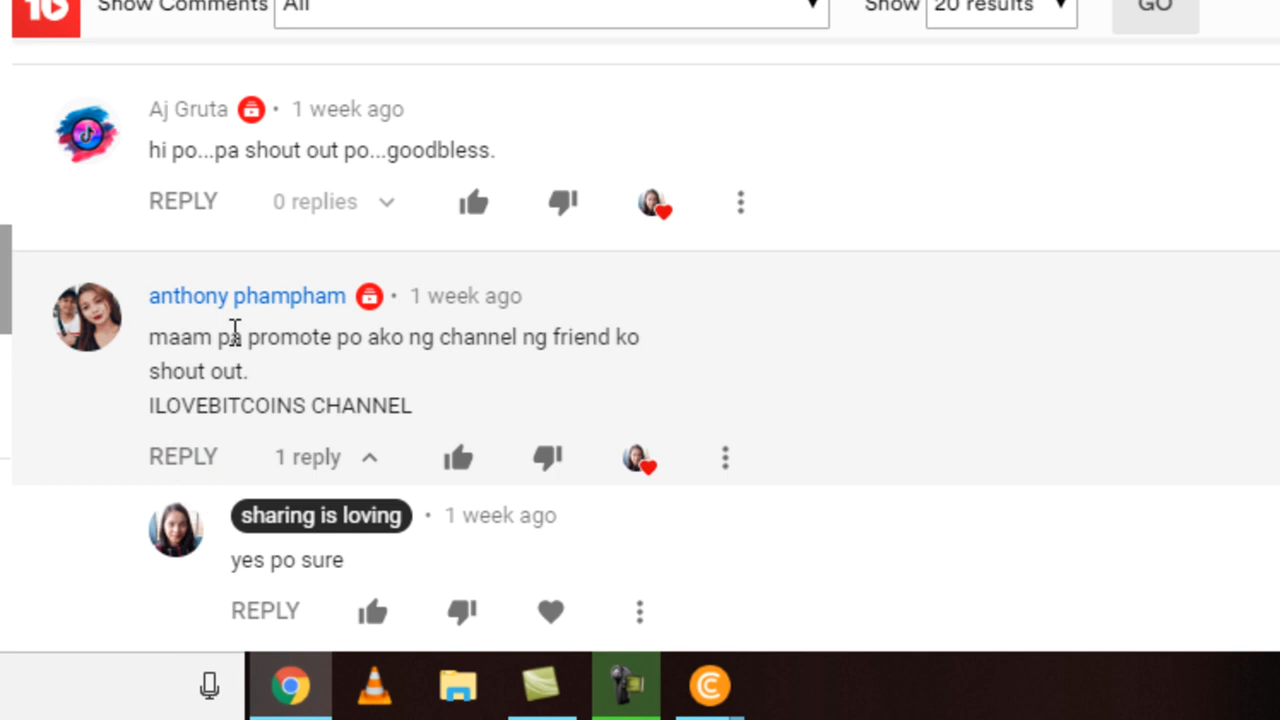 Show Comments All Show 20 results GO
Aj Gruta • 1 week ago
hi po...pa shout out po...goodbless.
REPLY 0 replies
anthony phampham • 1 week ago
maam pa promote po ako ng channel ng friend ko
shout out.
ILOVEBITCOINS CHANNEL
REPLY 1 reply
sharing is loving • 1 week ago
yes po sure
REPLY